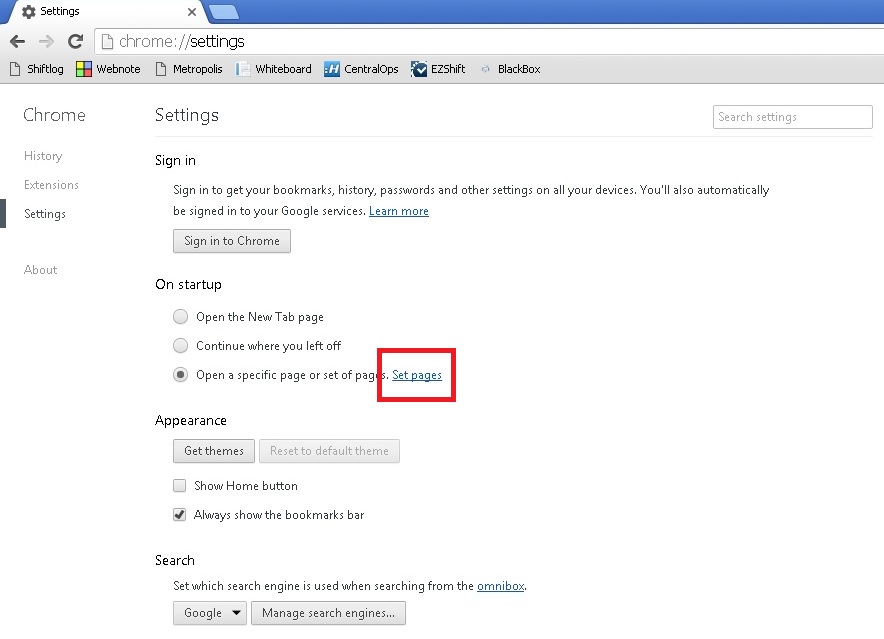 Settings
chrome://settings
Shiftlog Webnote Metropolis Whiteboard CentralOps EZShift BlackBox
Chrome
Settings
Search settings
History
Extensions
Settings
About
Sign in
Sign in to get your bookmarks, history, passwords and other settings on all your devices. You'll also automatically
be signed in to your Google services. Learn more
Sign in to Chrome
On startup
Open the New Tab page
Continue where you left off
Open a specific page or set of pages. Set pages
Appearance
Get themes Reset to default theme
Show Home button
Always show the bookmarks bar
Search
Set which search engine is used when searching from the omnibox.
Google Manage search engines...